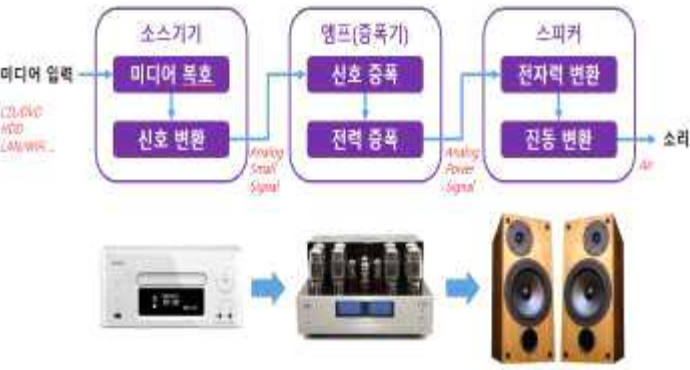 소스기기
앰프(증폭기)
스피커
미디어 입력
미디어 복호
신호 증폭
전자력 변환
CD/DVD
HDD
LAN/WiFi...
신호 변환
전력 증폭
진동 변환
소리
Analog
Small
Signal
Analog
Power
Signal
Air